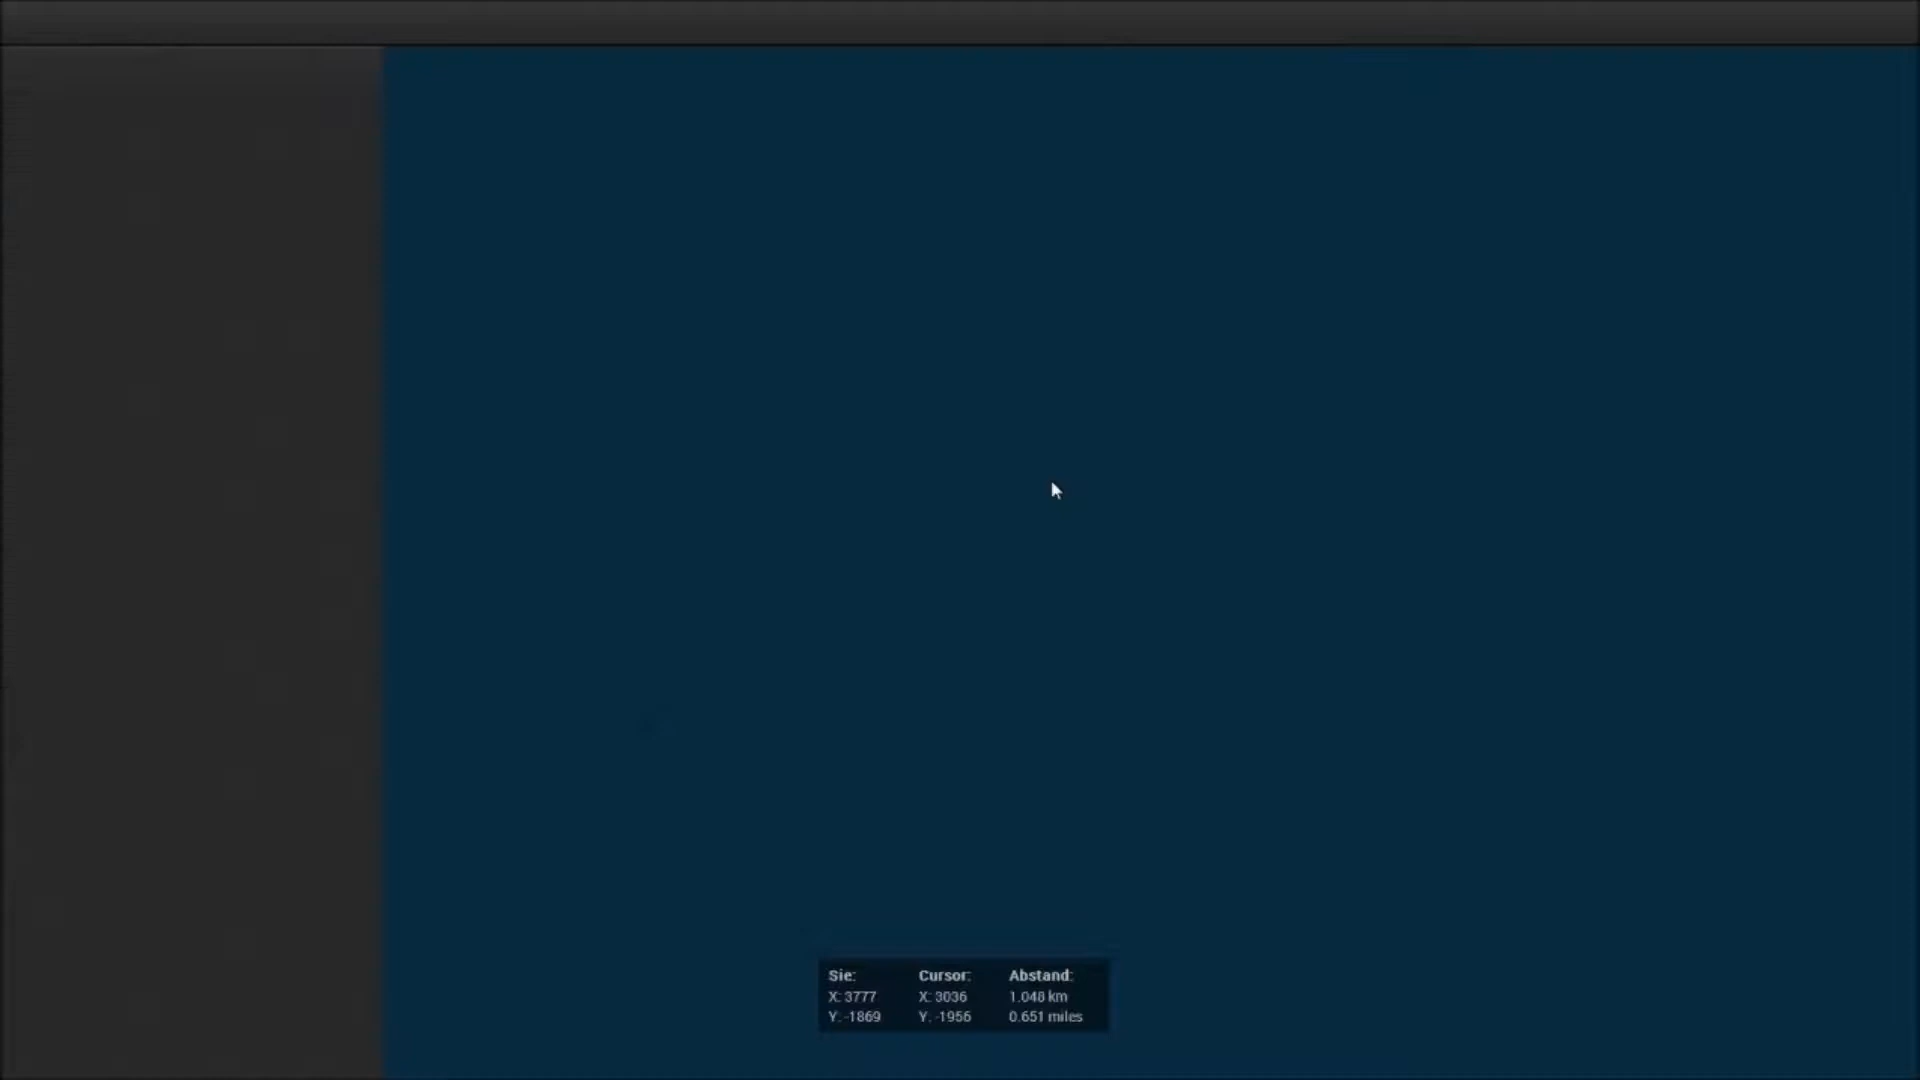 Sie: Cursor: Abstand:
X: 3777 X: 3036 1.048 km
Y: -1869 Y: -1956 0.651 miles